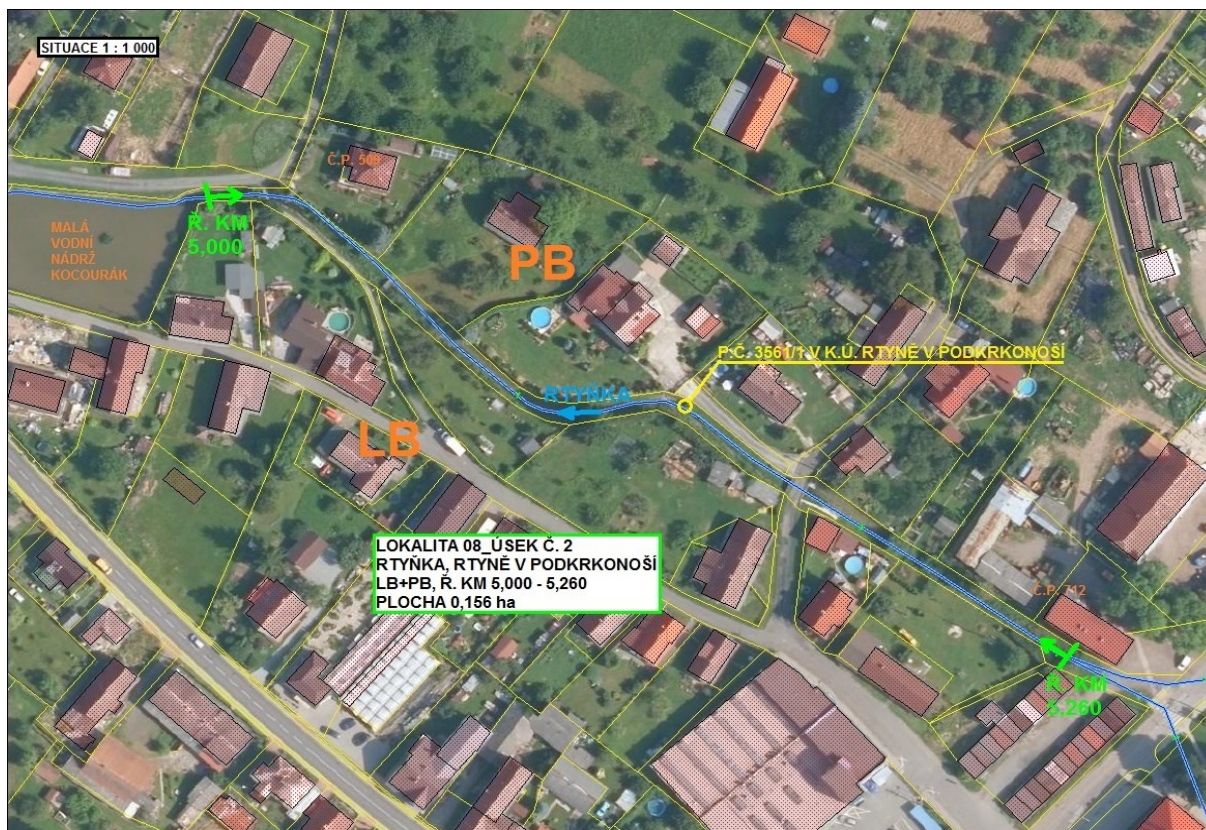 SITUACE 1 : 1 000
Č.P. 509
Ř. KM
5,000
MALÁ
VODNÍ
NÁDRŽ
KOCOURÁK
PB
P.Č. 3561/1 V K.Ú. RTYNĚ V PODKRKONOŠÍ
RTYŇKA
LB
LOKALITA 08_ÚSEK Č. 2
RTYŇKA, RTYNĚ V PODKRKONOŠÍ
LB+PB, Ř. KM 5,000 - 5,260
PLOCHA 0,156 ha
Č.P. 712
Ř. KM
5,260